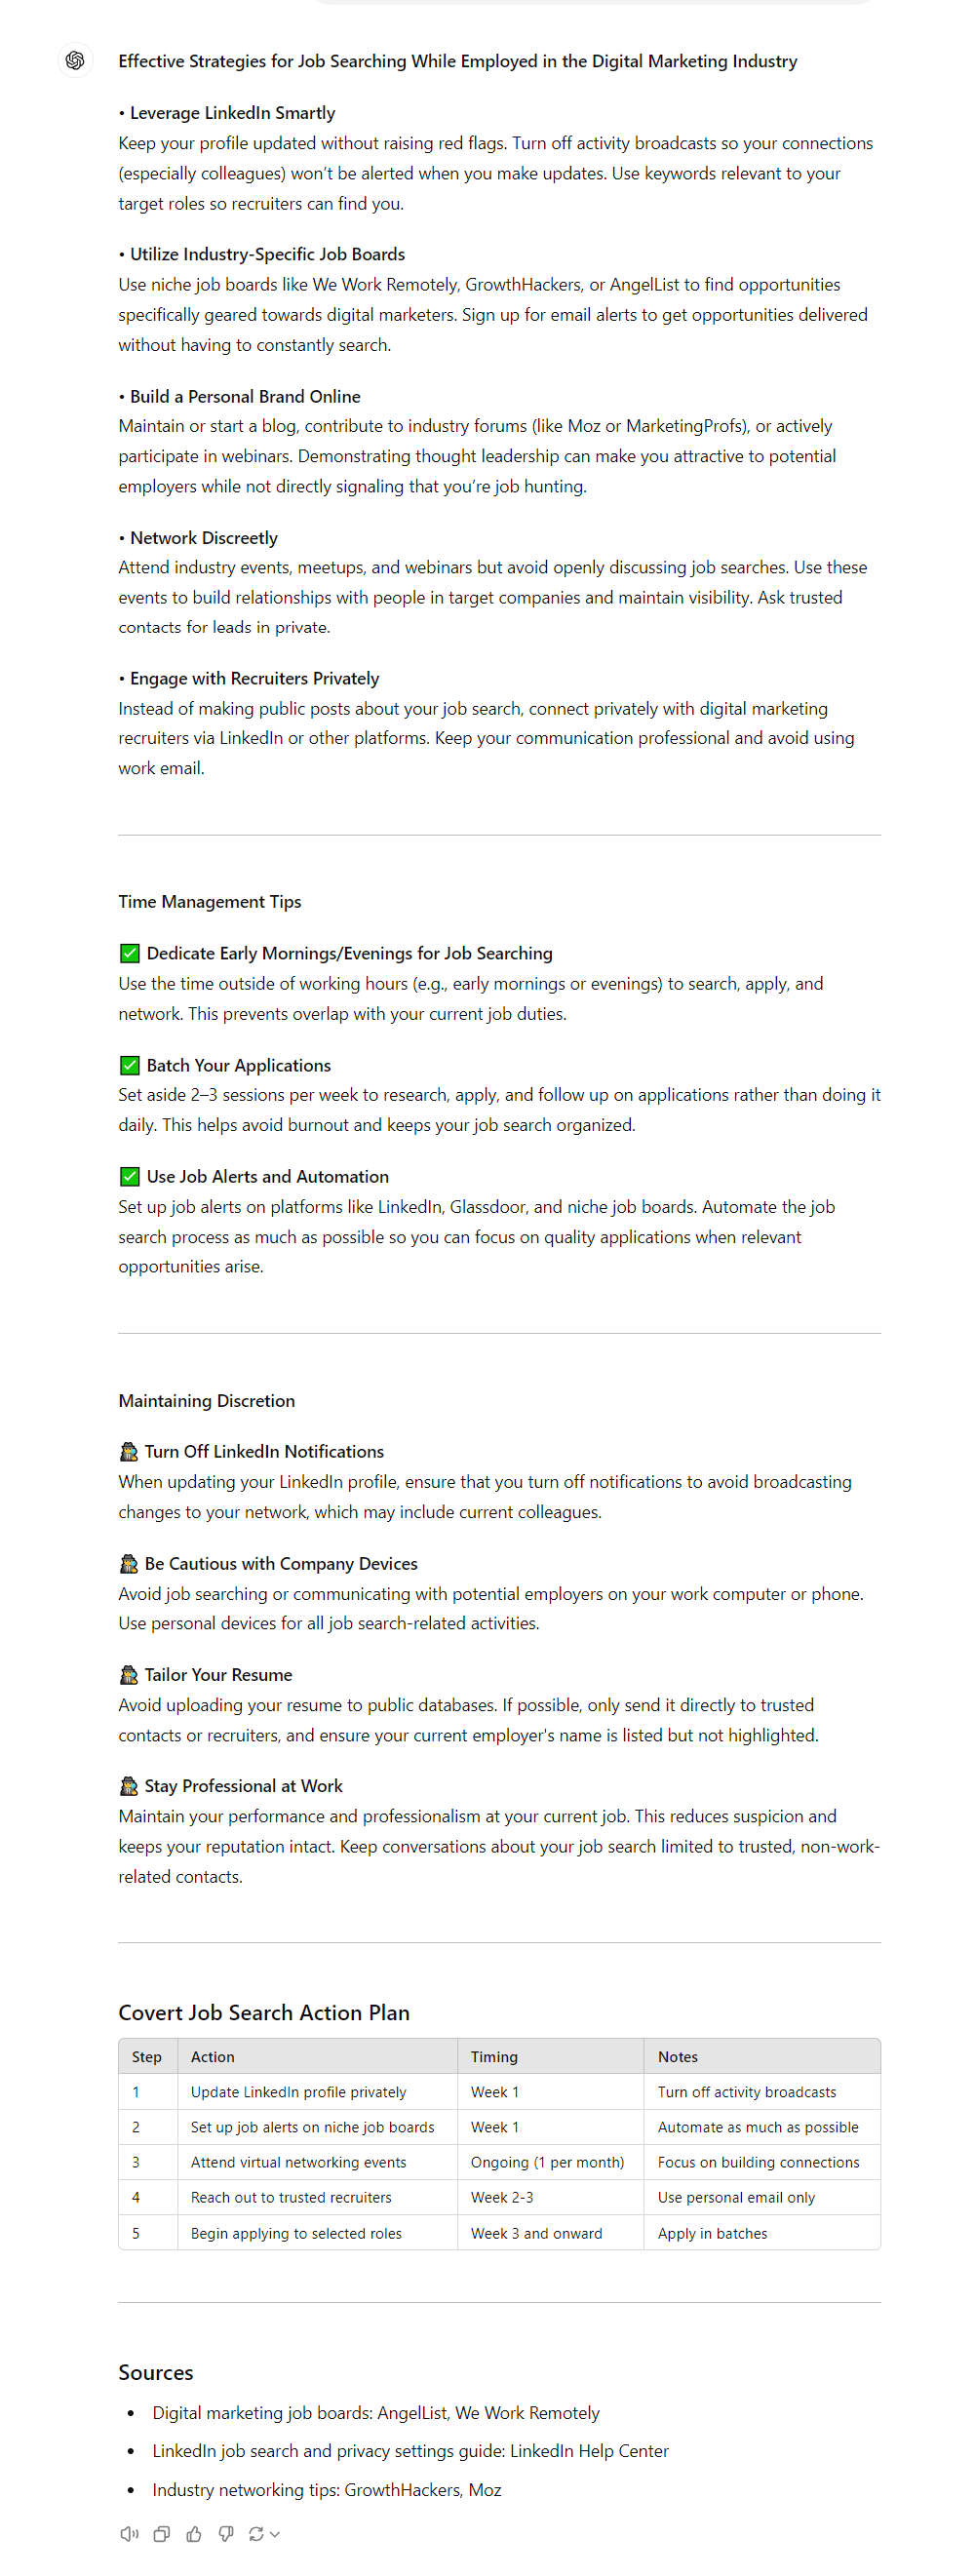 Effective Strategies for Job Searching While Employed in the Digital Marketing Industry
• Leverage LinkedIn Smartly
Keep your profile updated without raising red flags. Turn off activity broadcasts so your connections
(especially colleagues) won’t be alerted when you make updates. Use keywords relevant to your
target roles so recruiters can find you.
• Utilize Industry-Specific Job Boards
Use niche job boards like We Work Remotely, GrowthHackers, or AngelList to find opportunities
specifically geared towards digital marketers. Sign up for email alerts to get opportunities delivered
without having to constantly search.
• Build a Personal Brand Online
Maintain or start a blog, contribute to industry forums (like Moz or MarketingProfs), or actively
participate in webinars. Demonstrating thought leadership can make you attractive to potential
employers while not directly signaling that you’re job hunting.
• Network Discreetly
Attend industry events, meetups, and webinars but avoid openly discussing job searches. Use these
events to build relationships with people in target companies and maintain visibility. Ask trusted
contacts for leads in private.
• Engage with Recruiters Privately
Instead of making public posts about your job search, connect privately with digital marketing
recruiters via LinkedIn or other platforms. Keep your communication professional and avoid using
work email.
Time Management Tips
✅ Dedicate Early Mornings/Evenings for Job Searching
Use the time outside of working hours (e.g., early mornings or evenings) to search, apply, and
network. This prevents overlap with your current job duties.
✅ Batch Your Applications
Set aside 2–3 sessions per week to research, apply, and follow up on applications rather than doing it
daily. This helps avoid burnout and keeps your job search organized.
✅ Use Job Alerts and Automation
Set up job alerts on platforms like LinkedIn, Glassdoor, and niche job boards. Automate the job
search process as much as possible so you can focus on quality applications when relevant
opportunities arise.
Maintaining Discretion
🕵️ Turn Off LinkedIn Notifications
When updating your LinkedIn profile, ensure that you turn off notifications to avoid broadcasting
changes to your network, which may include current colleagues.
🕵️ Be Cautious with Company Devices
Avoid job searching or communicating with potential employers on your work computer or phone.
Use personal devices for all job search-related activities.
🕵️ Tailor Your Resume
Avoid uploading your resume to public databases. If possible, only send it directly to trusted
contacts or recruiters, and ensure your current employer's name is listed but not highlighted.
🕵️ Stay Professional at Work
Maintain your performance and professionalism at your current job. This reduces suspicion and
keeps your reputation intact. Keep conversations about your job search limited to trusted, non-work-
related contacts.
Covert Job Search Action Plan
Step Action Timing Notes
1 Update LinkedIn profile privately Week 1 Turn off activity broadcasts
2 Set up job alerts on niche job boards Week 1 Automate as much as possible
3 Attend virtual networking events Ongoing (1 per month) Focus on building connections
4 Reach out to trusted recruiters Week 2-3 Use personal email only
5 Begin applying to selected roles Week 3 and onward Apply in batches
Sources
• Digital marketing job boards: AngelList, We Work Remotely
• LinkedIn job search and privacy settings guide: LinkedIn Help Center
• Industry networking tips: GrowthHackers, Moz